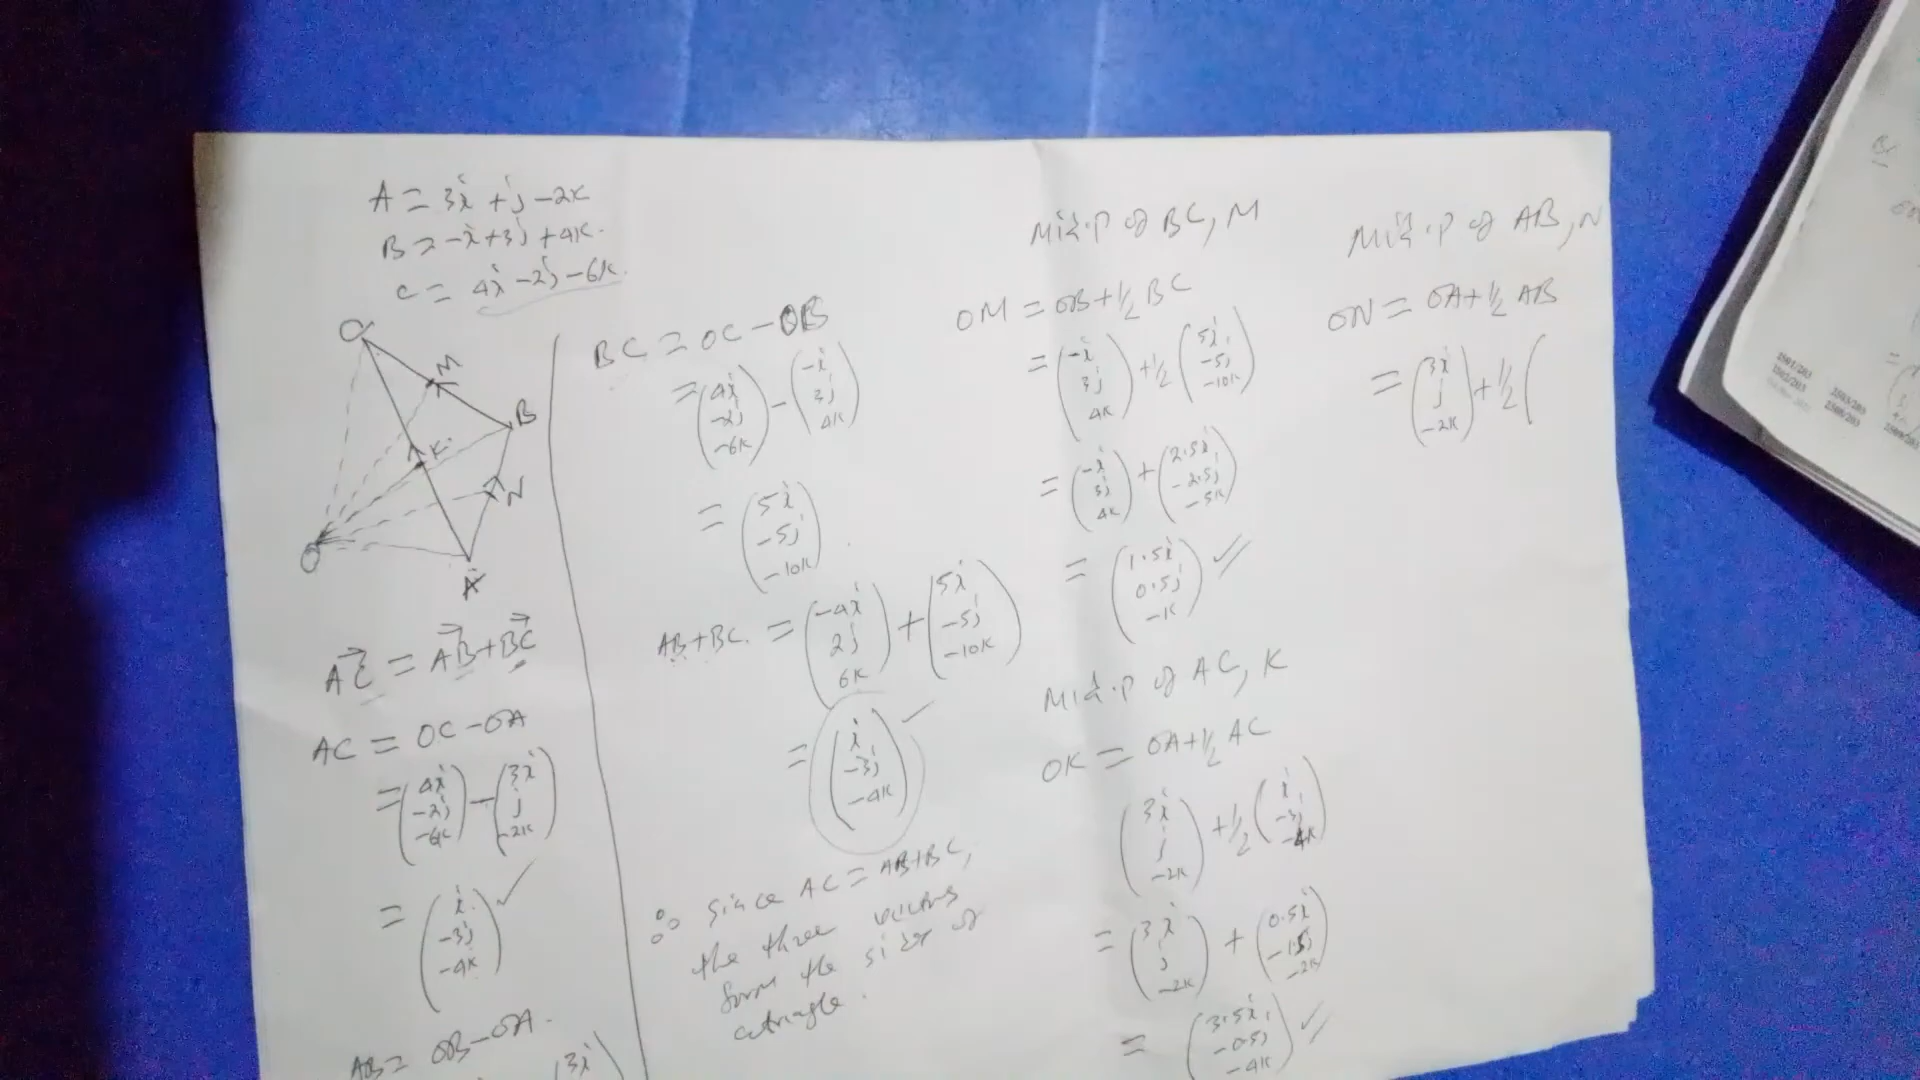 A = 3i + j - 2k
B = -i + 3j + 4k.
C = 4i - 2j - 6k.
C
M
B
K
N
O
A
AC = AB + BC
AC = OC - OA
= (4i
-2j
-6k) - (3i
j
-2k)
= (i
-3j
-4k) ✓
AB = OB - OA.
(3i
BC = OC - OB
= (4i
-2j
-6k) - (-i
3j
4k)
= (5i
-5j
-10k)
AB + BC. = (-4i
2j
6k) + (5i
-5j
-10k)
= (i
-3j
-4k) ✓
∴ Since AC = AB+BC,
the three vectors
form the sides of
a triangle.
Mid.P of BC, M
OM = OB + 1/2 BC
= (-i
3j
4k) + 1/2 (5i
-5j
-10k)
= (-i
3j
4k) + (2.5i
-2.5j
-5k)
= (1.5i
0.5j
-1k) ✓
Mid.P of AC, K
OK = OA + 1/2 AC
(3i
j
-2k) + 1/2 (i
-3j
-4k)
= (3i
j
-2k) + (0.5i
-1.5j
-2k)
= (3.5i
-0.5j
-4k) ✓
Mid.P of AB, N
ON = OA + 1/2 AB
= (3i
j
-2k) + 1/2 (